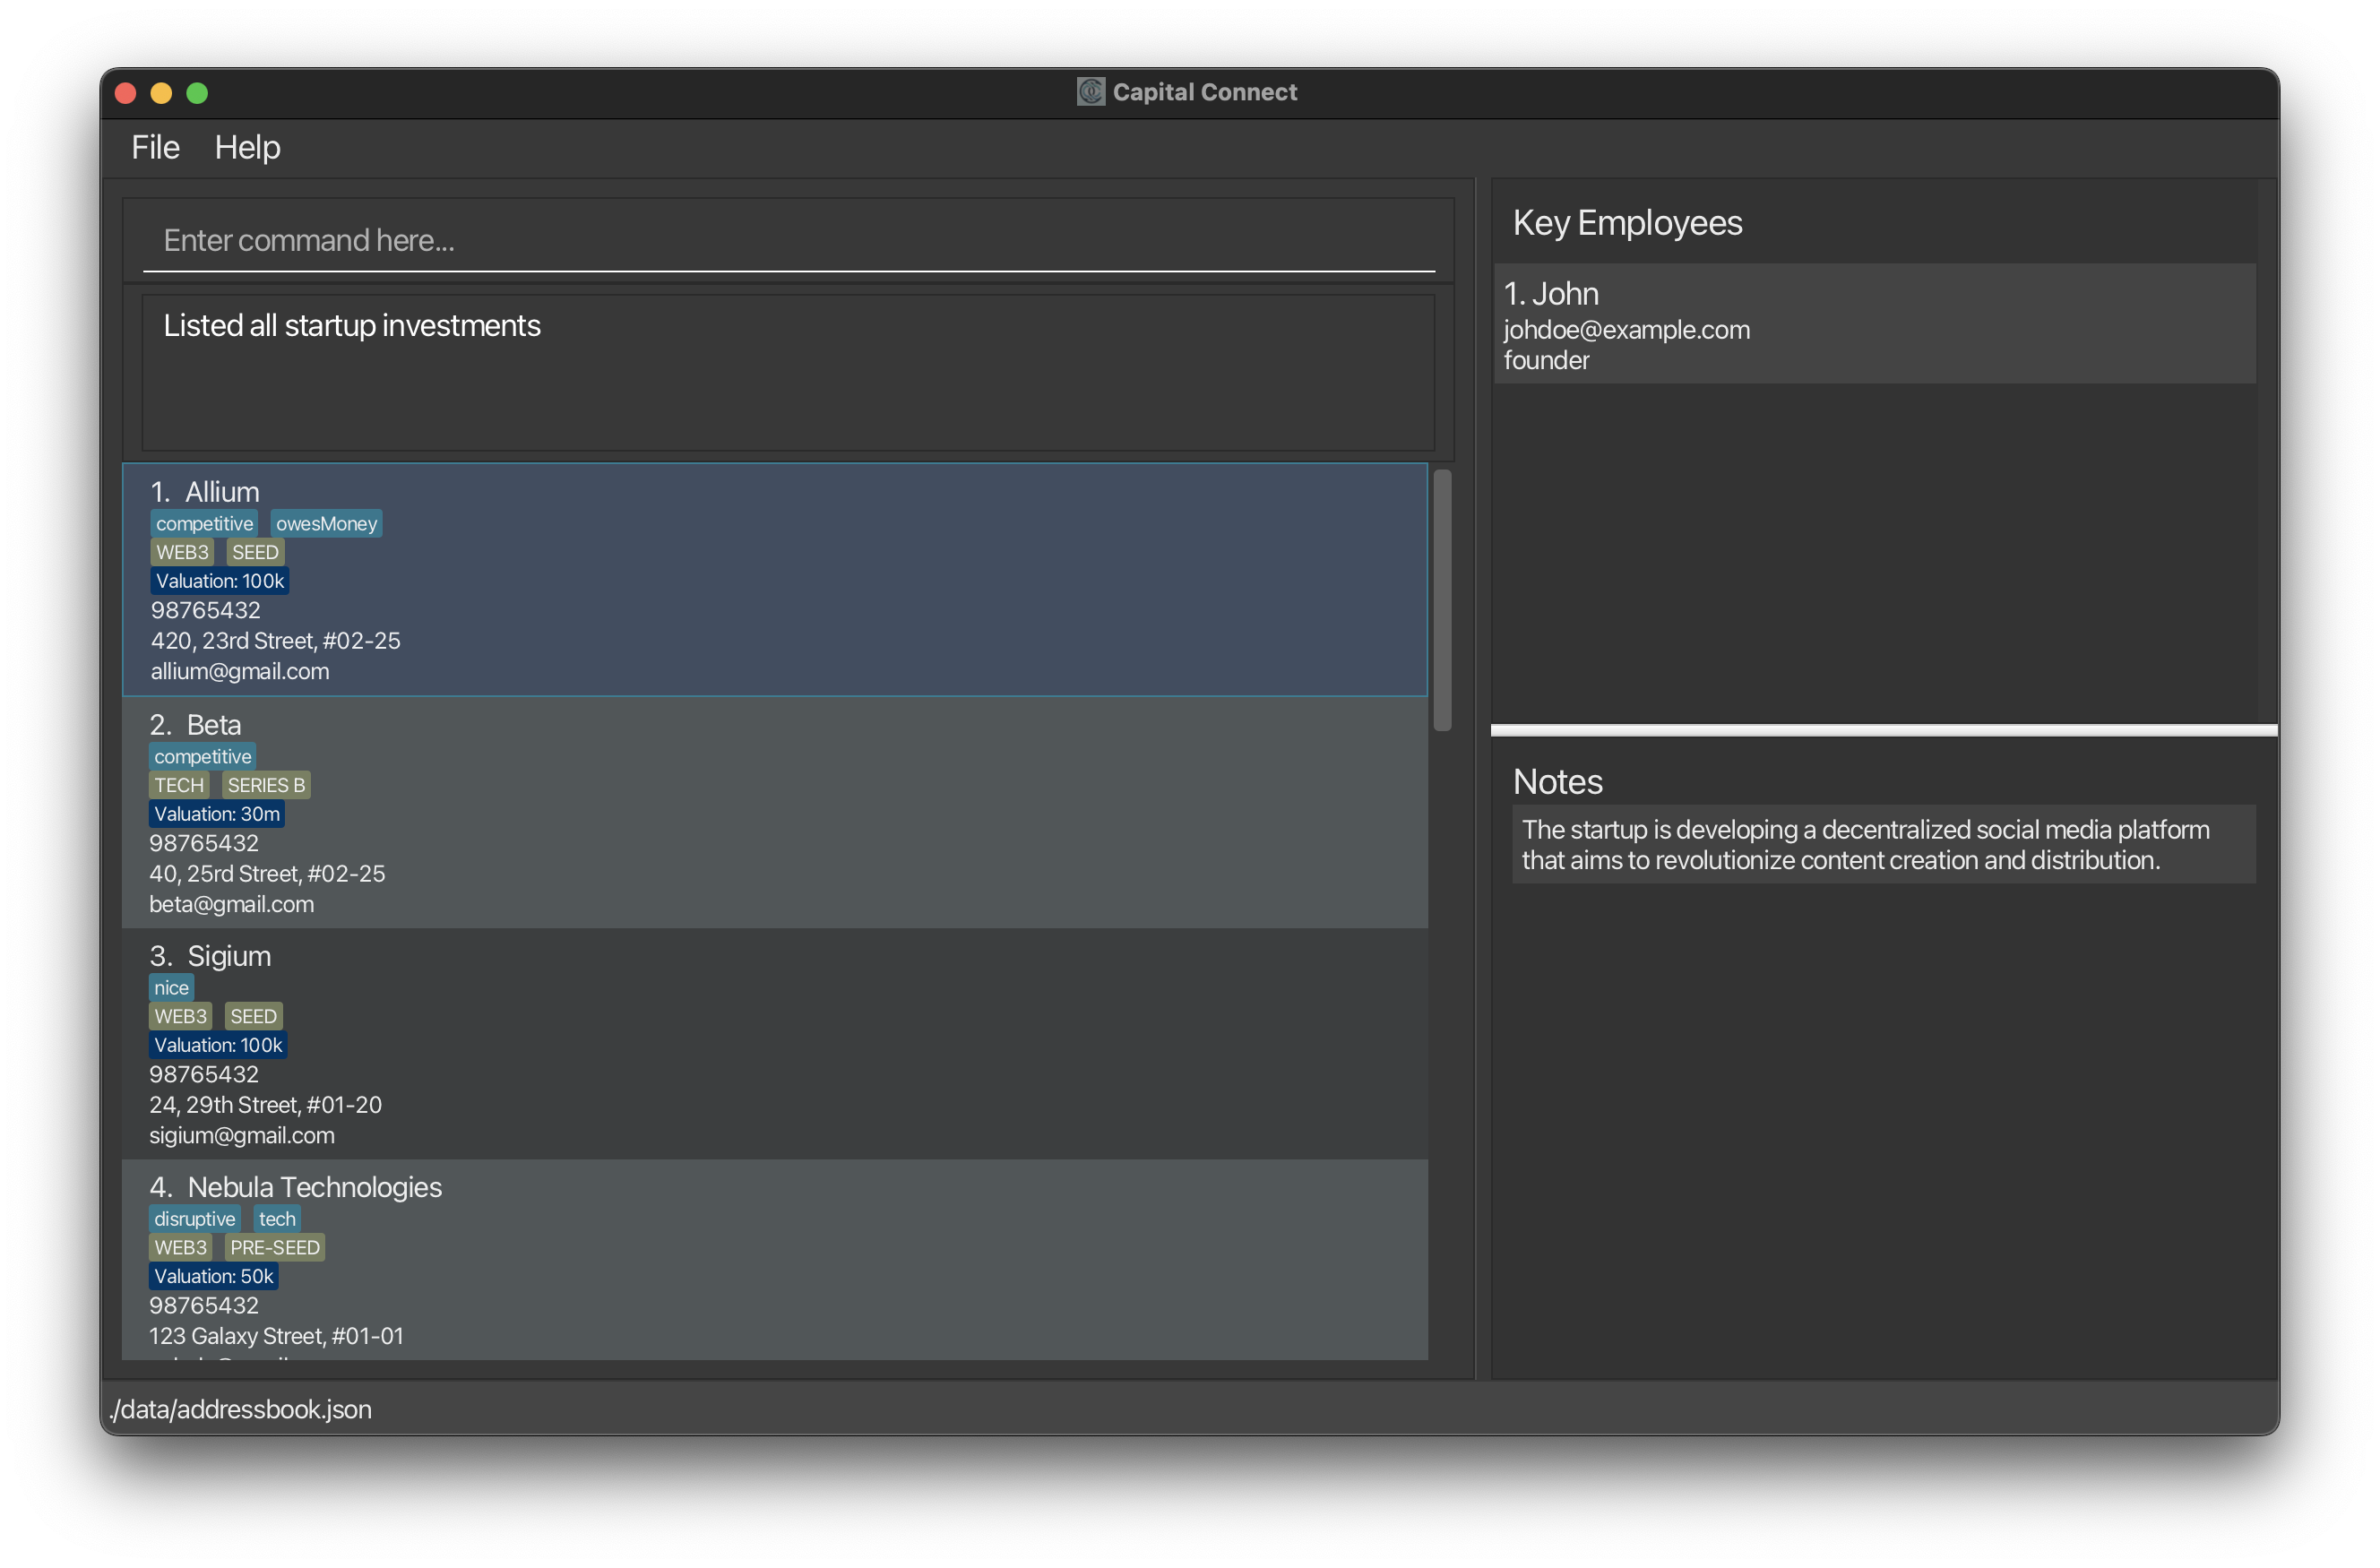 Capital Connect
File Help
Enter command here...
Listed all startup investments
1. Allium
competitive owesMoney
WEB3 SEED
Valuation: 100k
98765432
420, 23rd Street, #02-25
allium@gmail.com
2. Beta
competitive
TECH SERIES B
Valuation: 30m
98765432
40, 25rd Street, #02-25
beta@gmail.com
3. Sigium
nice
WEB3 SEED
Valuation: 100k
98765432
24, 29th Street, #01-20
sigium@gmail.com
4. Nebula Technologies
disruptive tech
WEB3 PRE-SEED
Valuation: 50k
98765432
123 Galaxy Street, #01-01
Key Employees
1. John
johdoe@example.com
founder
Notes
The startup is developing a decentralized social media platform
that aims to revolutionize content creation and distribution.
./data/addressbook.json